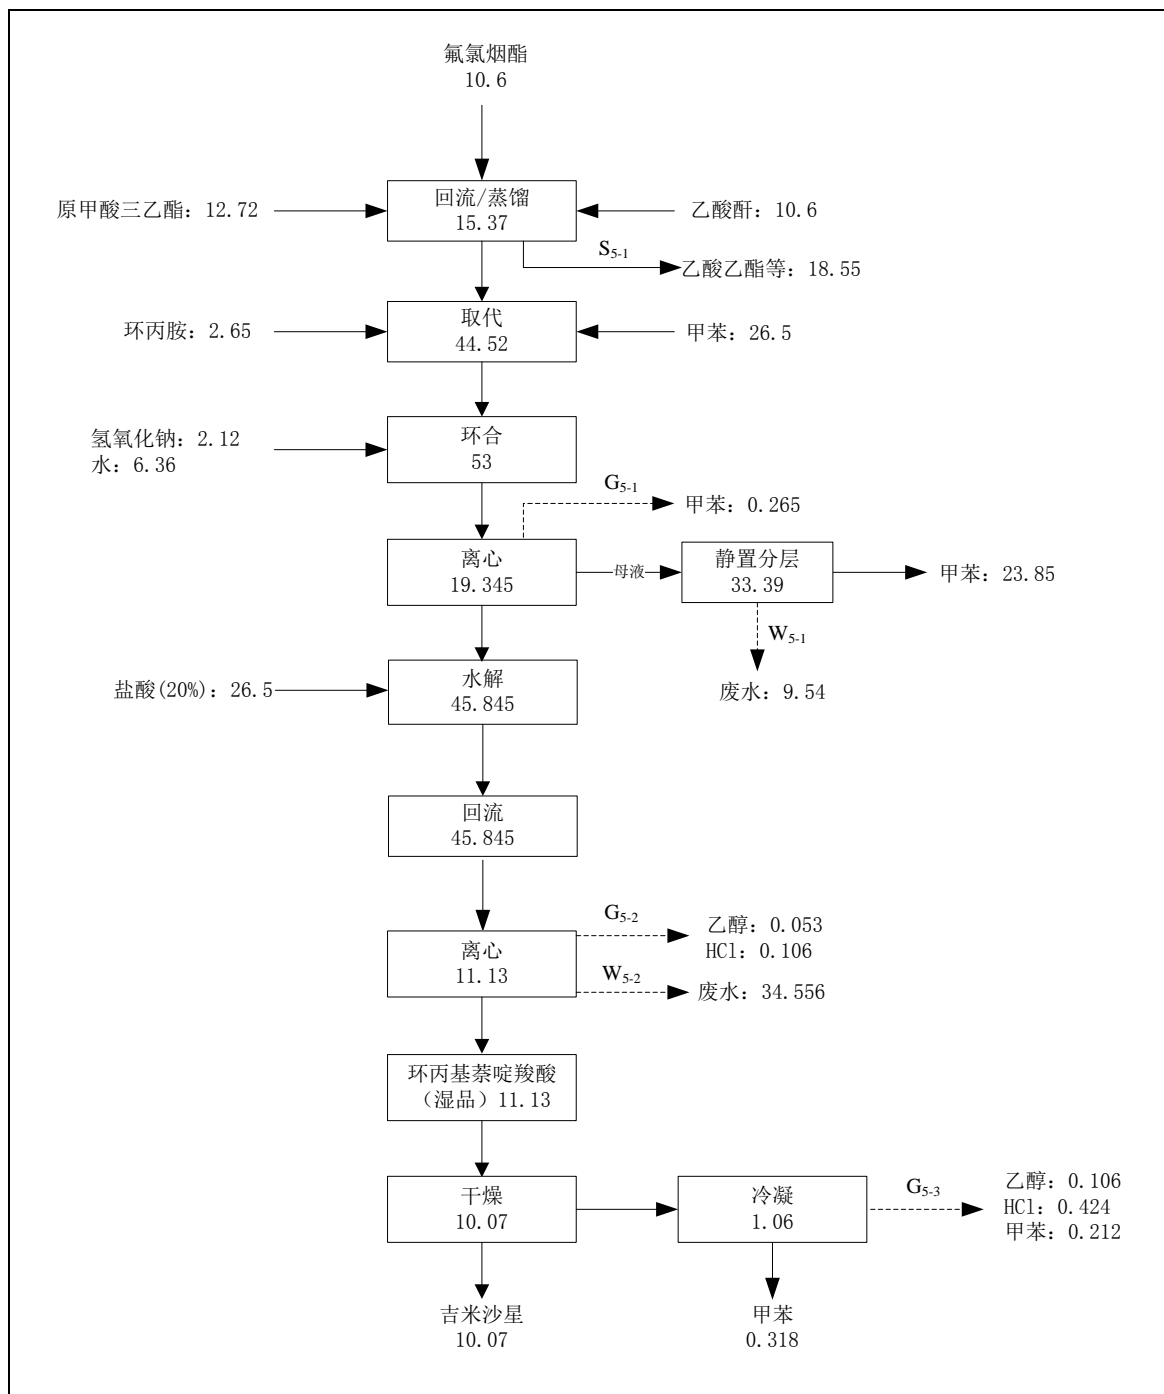 氟氯烟酯
10.6
回流/蒸馏
15.37
原甲酸三乙酯：12.72
乙酸酐：10.6
S5-1
乙酸乙酯等：18.55
取代
44.52
环丙胺：2.65
甲苯：26.5
环合
53
氢氧化钠：2.12
水：6.36
G5-1
甲苯：0.265
离心
19.345
母液
静置分层
33.39
甲苯：23.85
W5-1
废水：9.54
盐酸(20%)：26.5
水解
45.845
回流
45.845
离心
11.13
G5-2
乙醇：0.053
HCl：0.106
W5-2
废水：34.556
环丙基萘啶羧酸
（湿品）11.13
干燥
10.07
冷凝
1.06
G5-3
乙醇：0.106
HCl：0.424
甲苯：0.212
吉米沙星
10.07
甲苯
0.318